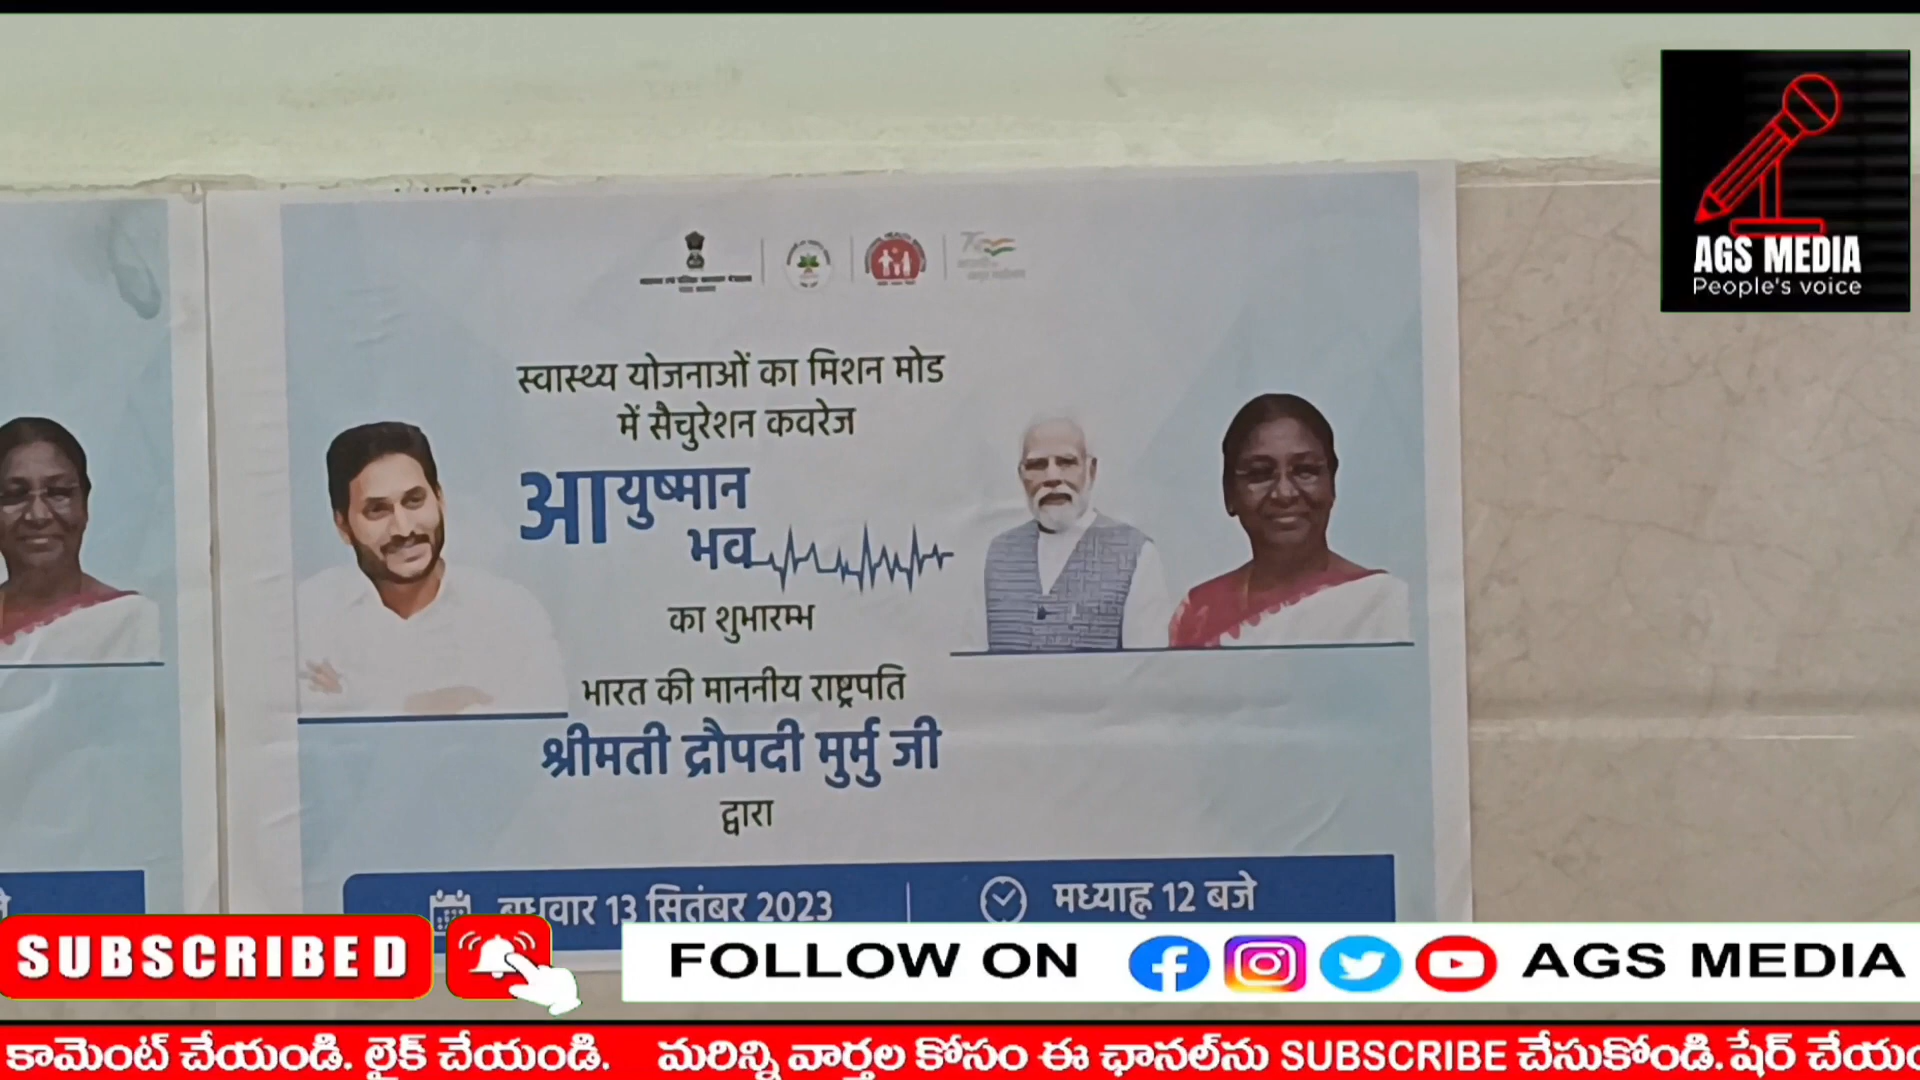 AGS MEDIA
People's voice
स्वास्थ्य योजनाओं का मिशन मोड
में सैचुरेशन कवरेज
आयुष्मान
भव
का शुभारम्भ
भारत की माननीय राष्ट्रपति
श्रीमती द्रौपदी मुर्मु जी
द्वारा
बुधवार 13 सितंबर 2023
मध्याह्न 12 बजे
SUBSCRIBED
FOLLOW ON
AGS MEDIA
కామెంట్ చేయండి. లైక్ చేయండి. మరిన్ని వార్తల కోసం ఈ ఛానల్‌ను SUBSCRIBE చేసుకోండి. షేర్ చేయం